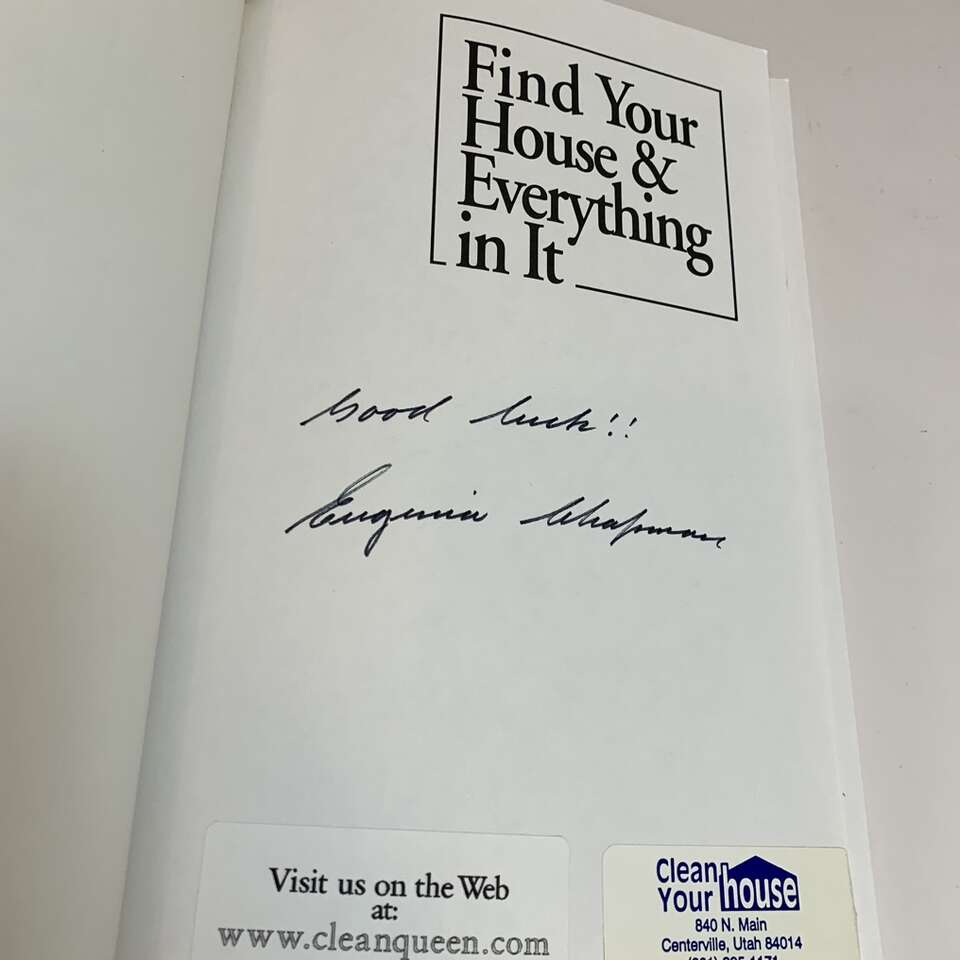 Find Your
House &
Everything
in It
Good luck!!
Eugenia Chapman
Visit us on the Web
at:
www.cleanqueen.com
Clean
Your house
840 N. Main
Centerville, Utah 84014